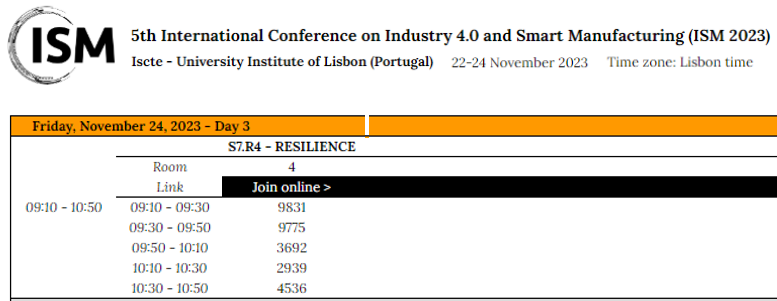 ISM
5th International Conference on Industry 4.0 and Smart Manufacturing (ISM 2023)
Iscte - University Institute of Lisbon (Portugal) 22-24 November 2023 Time zone: Lisbon time
Friday, November 24, 2023 - Day 3
S7.R4 - RESILIENCE
Room 4
Link Join online >
09:10 - 10:50 09:10 - 09:30 9831
09:30 - 09:50 9775
09:50 - 10:10 3692
10:10 - 10:30 2939
10:30 - 10:50 4536